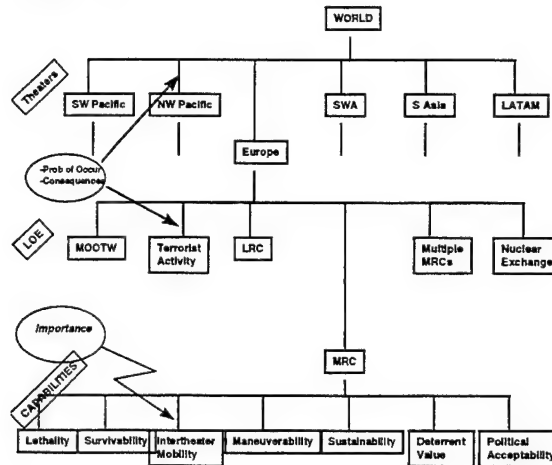 WORLD
Theaters
SW Pacific
NW Pacific
SWA
S Asia
LATAM
Europe
-Prob of Occur
-Consequences
LOE
MOOTW
Terrorist
Activity
LRC
Multiple
MRCs
Nuclear
Exchange
Importance
MRC
CAPABILITIES
Lethality
Survivability
Intertheater
Mobility
Maneuverability
Sustainability
Deterrent
Value
Political
Acceptability